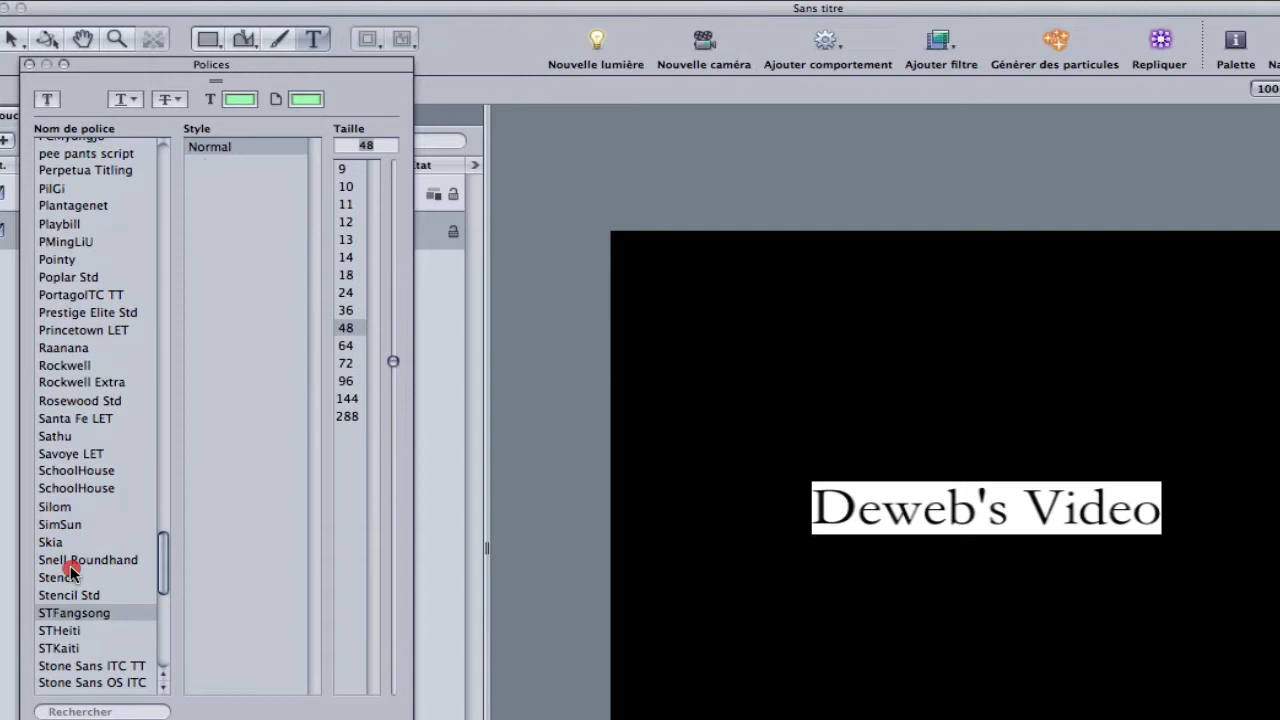 Sans titre
Nouvelle lumière
Nouvelle caméra
Ajouter comportement
Ajouter filtre
Générer des particules
Repliquer
Palette
Polices
100
T T T T
Nom de police
Style
Taille
Normal
48
tat
pee pants script
Perpetua Titling
PilGi
Plantagenet
Playbill
PMingLiU
Pointy
Poplar Std
PortagoITC TT
Prestige Elite Std
Princetown LET
Raanana
Rockwell
Rockwell Extra
Rosewood Std
Santa Fe LET
Sathu
Savoye LET
SchoolHouse
SchoolHouse
Silom
SimSun
Skia
Snell Roundhand
Stencil
Stencil Std
STFangsong
STHeiti
STKaiti
Stone Sans ITC TT
Stone Sans OS ITC
9
10
11
12
13
14
18
24
36
48
64
72
96
144
288
Rechercher
Deweb's Video